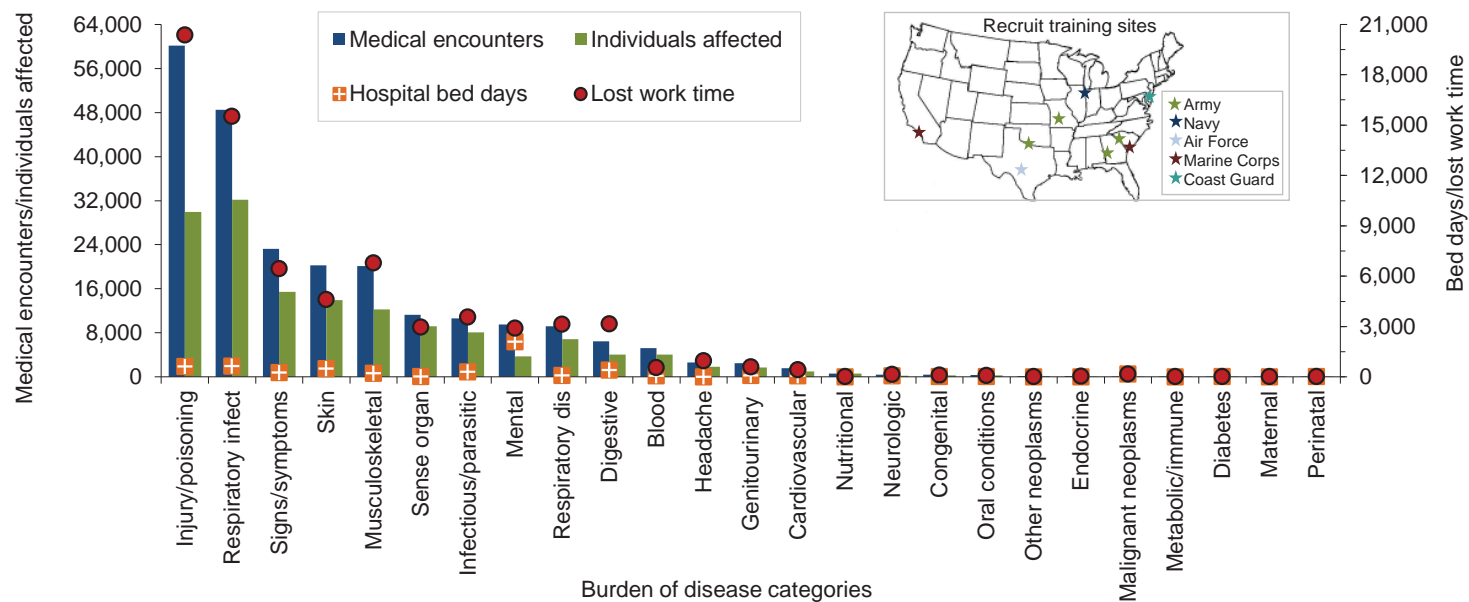 Medical encounters/individuals affected
64,000
56,000
48,000
40,000
32,000
24,000
16,000
8,000
0
Medical encounters
Individuals affected
Hospital bed days
Lost work time
Recruit training sites
Army
Navy
Air Force
Marine Corps
Coast Guard
21,000
18,000
15,000
12,000
9,000
6,000
3,000
0
Bed days/lost work time
Injury/poisoning
Respiratory infect
Signs/symptoms
Skin
Musculoskeletal
Sense organ
Infectious/parasitic
Mental
Respiratory dis
Digestive
Blood
Headache
Genitourinary
Cardiovascular
Nutritional
Neurologic
Congenital
Oral conditions
Other neoplasms
Endocrine
Malignant neoplasms
Metabolic/immune
Diabetes
Maternal
Perinatal
Burden of disease categories